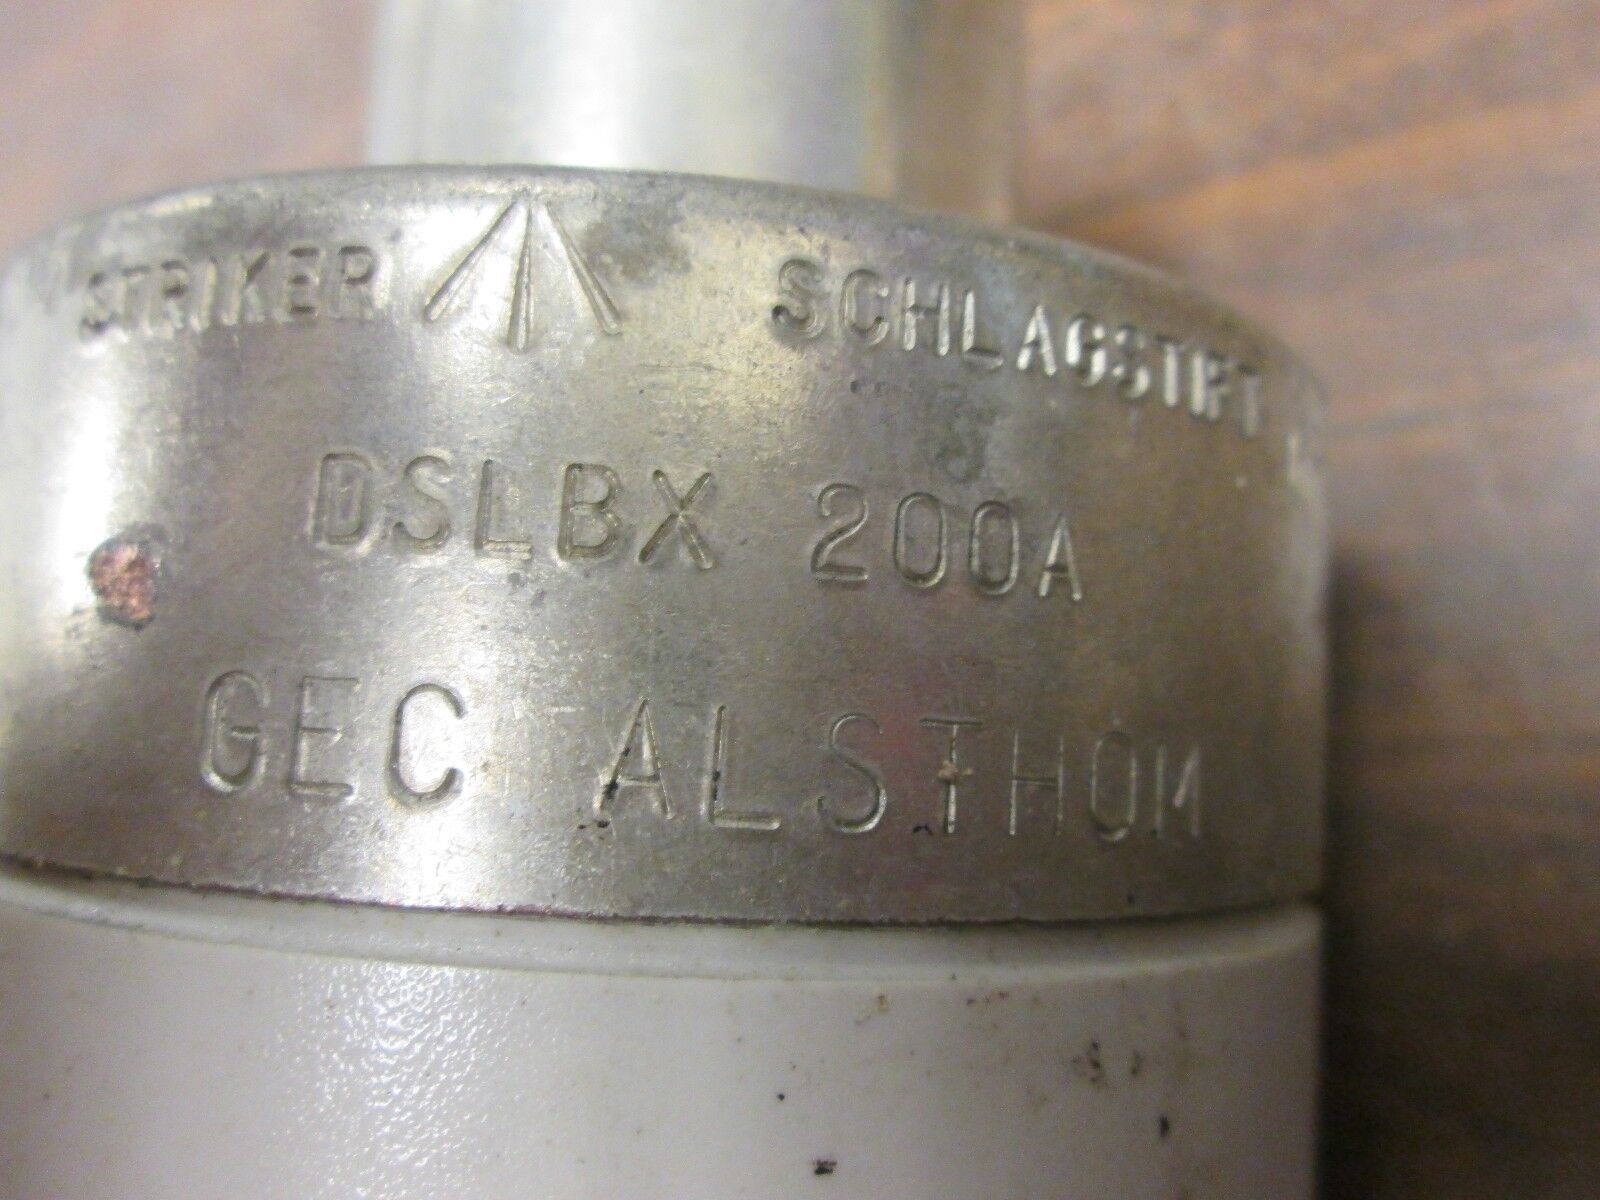 STRIKER SCHLAGSTIFT
DSLBX 200A
GEC ALSTHOM